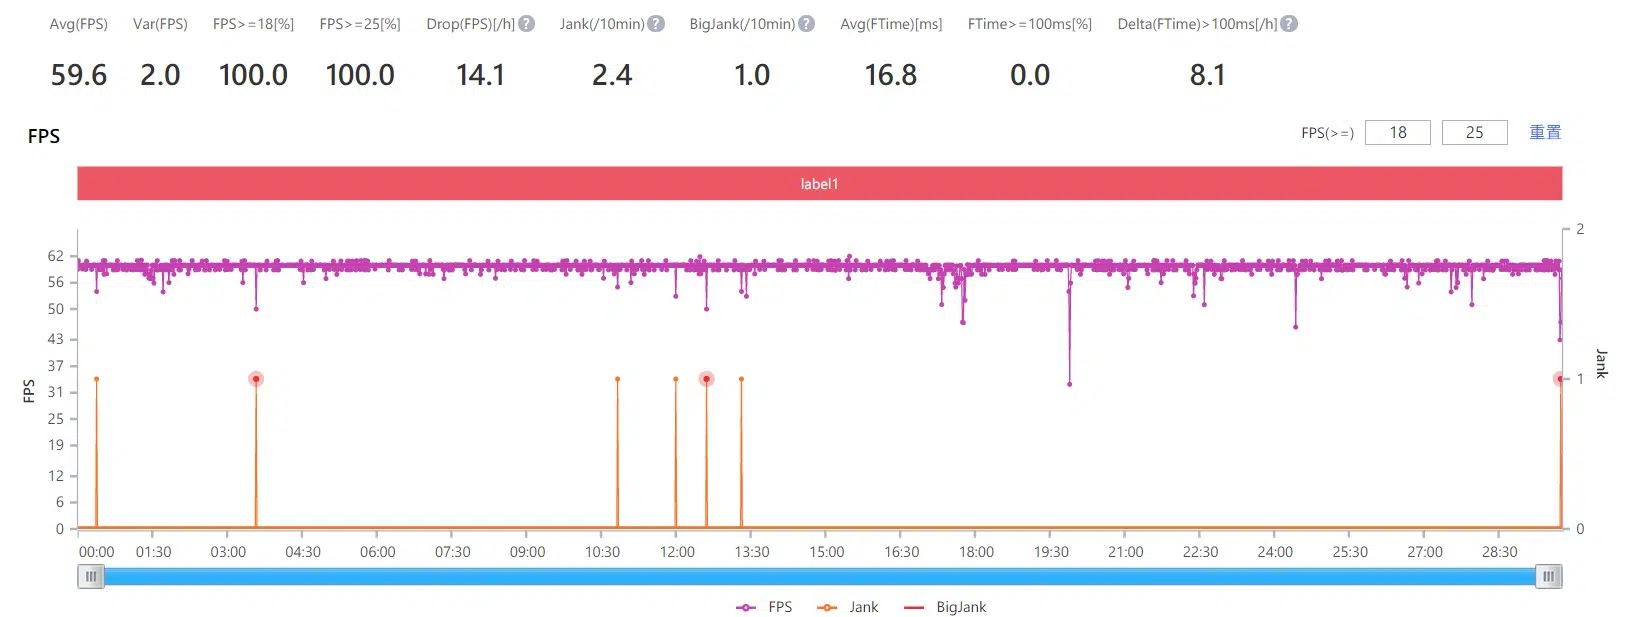 Avg(FPS) Var(FPS) FPS>=18[%] FPS>=25[%] Drop(FPS)[/h] ? Jank(/10min) ? BigJank(/10min) ? Avg(FTime)[ms] FTime>=100ms[%] Delta(FTime)>100ms[/h] ?
59.6 2.0 100.0 100.0 14.1 2.4 1.0 16.8 0.0 8.1
FPS
FPS(>=) 18 25 重置
label1
2
62
56
50
43
37
1
31
25
19
12
6
0
0
FPS
Jank
00:00 01:30 03:00 04:30 06:00 07:30 09:00 10:30 12:00 13:30 15:00 16:30 18:00 19:30 21:00 22:30 24:00 25:30 27:00 28:30
FPS Jank BigJank